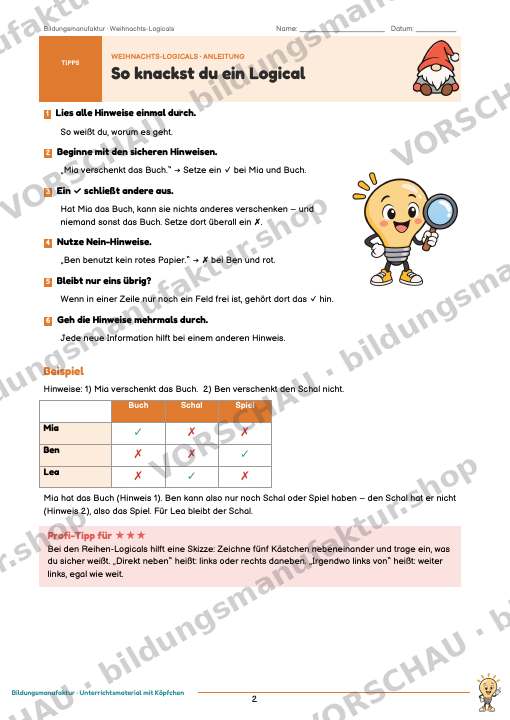 Bildungsmanufaktur · Weihnachts-Logicals Name: ____________ Datum: ____________
TIPPS
WEIHNACHTS-LOGICALS · ANLEITUNG
So knackst du ein Logical
1 Lies alle Hinweise einmal durch.
So weißt du, worum es geht.
2 Beginne mit den sicheren Hinweisen.
„Mia verschenkt das Buch.“ → Setze ein ✓ bei Mia und Buch.
3 Ein ✓ schließt andere aus.
Hat Mia das Buch, kann sie nichts anderes verschenken – und
niemand sonst das Buch. Setze dort überall ein ✗.
4 Nutze Nein-Hinweise.
„Ben benutzt kein rotes Papier.“ → ✗ bei Ben und rot.
5 Bleibt nur eins übrig?
Wenn in einer Zeile nur noch ein Feld frei ist, gehört dort das ✓ hin.
6 Geh die Hinweise mehrmals durch.
Jede neue Information hilft bei einem anderen Hinweis.
Beispiel
Hinweise: 1) Mia verschenkt das Buch. 2) Ben verschenkt den Schal nicht.
Buch Schal Spiel
Mia ✓ ✗ ✗
Ben ✗ ✗ ✓
Lea ✗ ✓ ✗
Mia hat das Buch (Hinweis 1). Ben kann also nur noch Schal oder Spiel haben – den Schal hat er nicht
(Hinweis 2), also das Spiel. Für Lea bleibt der Schal.
Profi-Tipp für ★★★
Bei den Reihen-Logicals hilft eine Skizze: Zeichne fünf Kästchen nebeneinander und trage ein, was
du sicher weißt. „Direkt neben“ heißt: links oder rechts daneben. „Irgendwo links von“ heißt: weiter
links, egal wie weit.
Bildungsmanufaktur · Unterrichtsmaterial mit Köpfchen
2
VORSCHAU · bildungsmanufaktur.shop